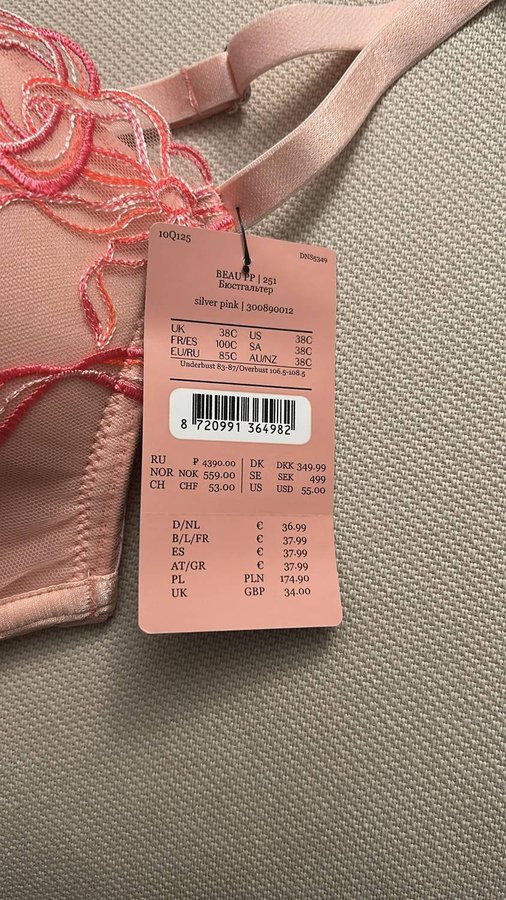 10Q125
DNS5349
BEAU PP | 251
Бюстгальтер
silver pink | 300890012
UK 38C US 38C
FR/ES 100C SA 38C
EU/RU 85C AU/NZ 38C
Underbust 83-87/Overbust 106.5-108.5
8 720991 364982
RU ₽ 4390.00 DK DKK 349.99
NOR NOK 559.00 SE SEK 499
CH CHF 53.00 US USD 55.00
D/NL € 36.99
B/L/FR € 37.99
ES € 37.99
AT/GR € 37.99
PL PLN 174.90
UK GBP 34.00